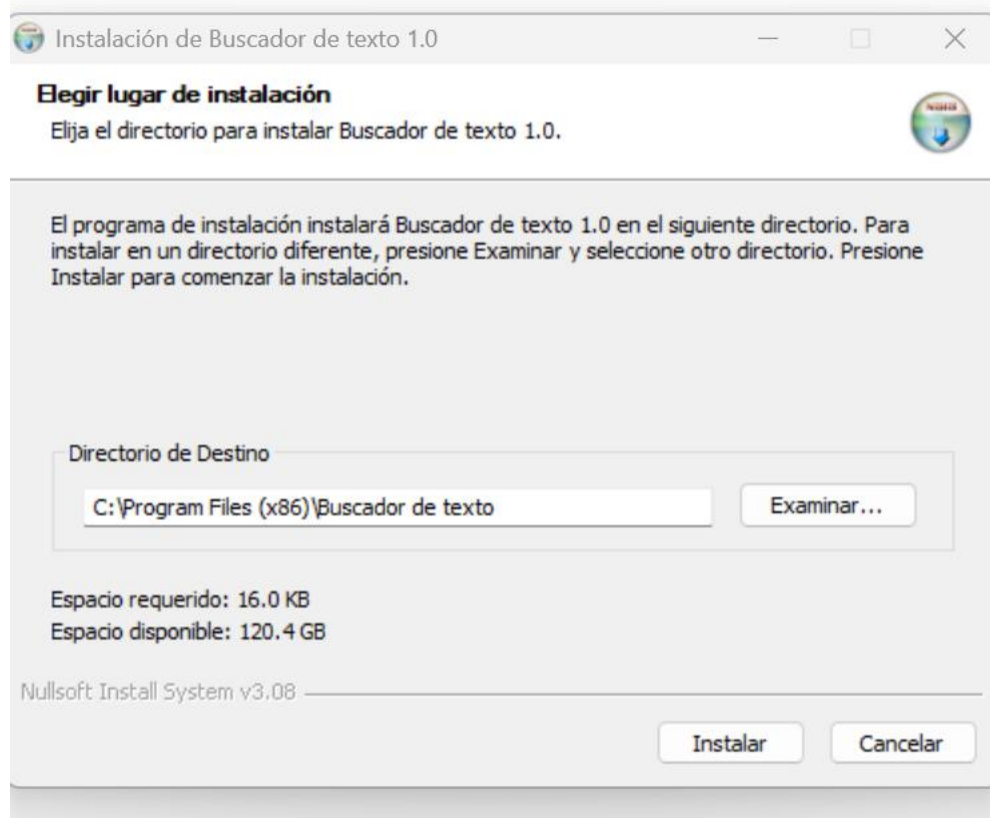 Instalación de Buscador de texto 1.0
Elegir lugar de instalación
Elija el directorio para instalar Buscador de texto 1.0.
El programa de instalación instalará Buscador de texto 1.0 en el siguiente directorio. Para
instalar en un directorio diferente, presione Examinar y seleccione otro directorio. Presione
Instalar para comenzar la instalación.
Directorio de Destino
C:\Program Files (x86)\Buscador de texto
Examinar...
Espacio requerido: 16.0 KB
Espacio disponible: 120.4 GB
Nullsoft Install System v3.08
Instalar
Cancelar